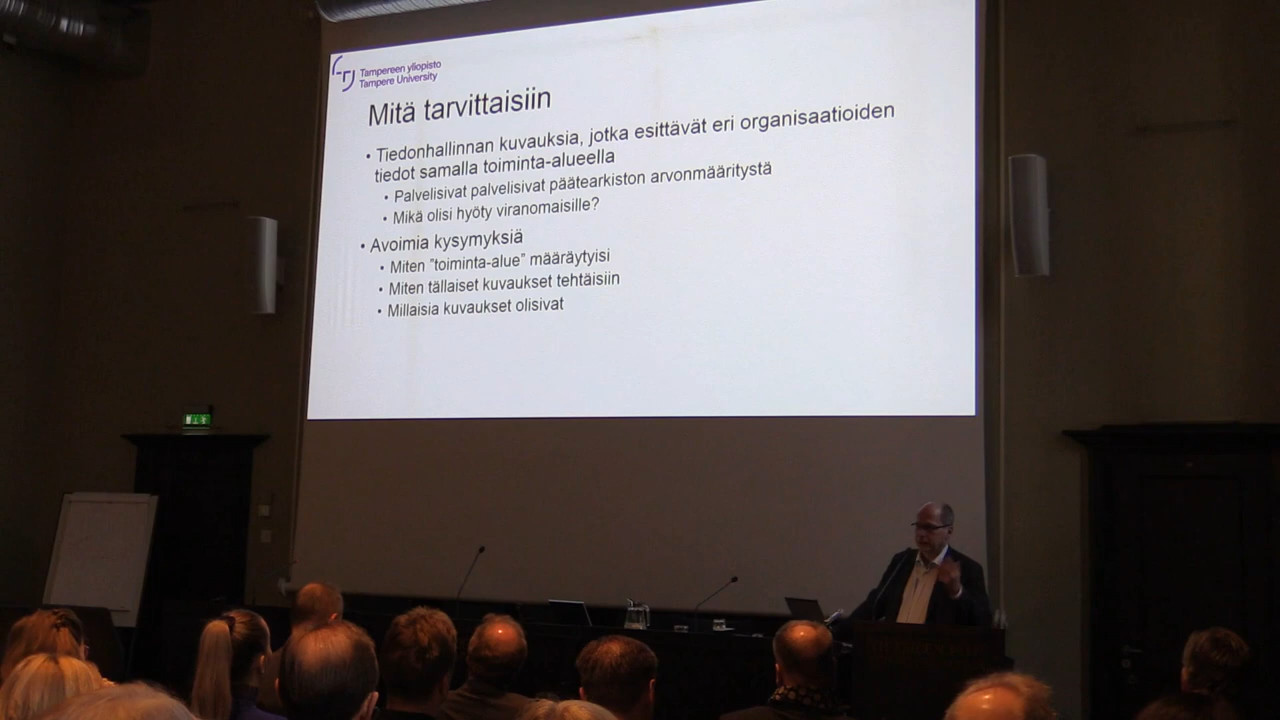 Tampereen yliopisto
Tampere University
Mitä tarvittaisiin
• Tiedonhallinnan kuvauksia, jotka esittävät eri organisaatioiden
tiedot samalla toiminta-alueella
• Palvelisivat palvelisivat päätearkiston arvonmääritystä
• Mikä olisi hyöty viranomaisille?
• Avoimia kysymyksiä
• Miten ”toiminta-alue” määräytyisi
• Miten tällaiset kuvaukset tehtäisiin
• Millaisia kuvaukset olisivat